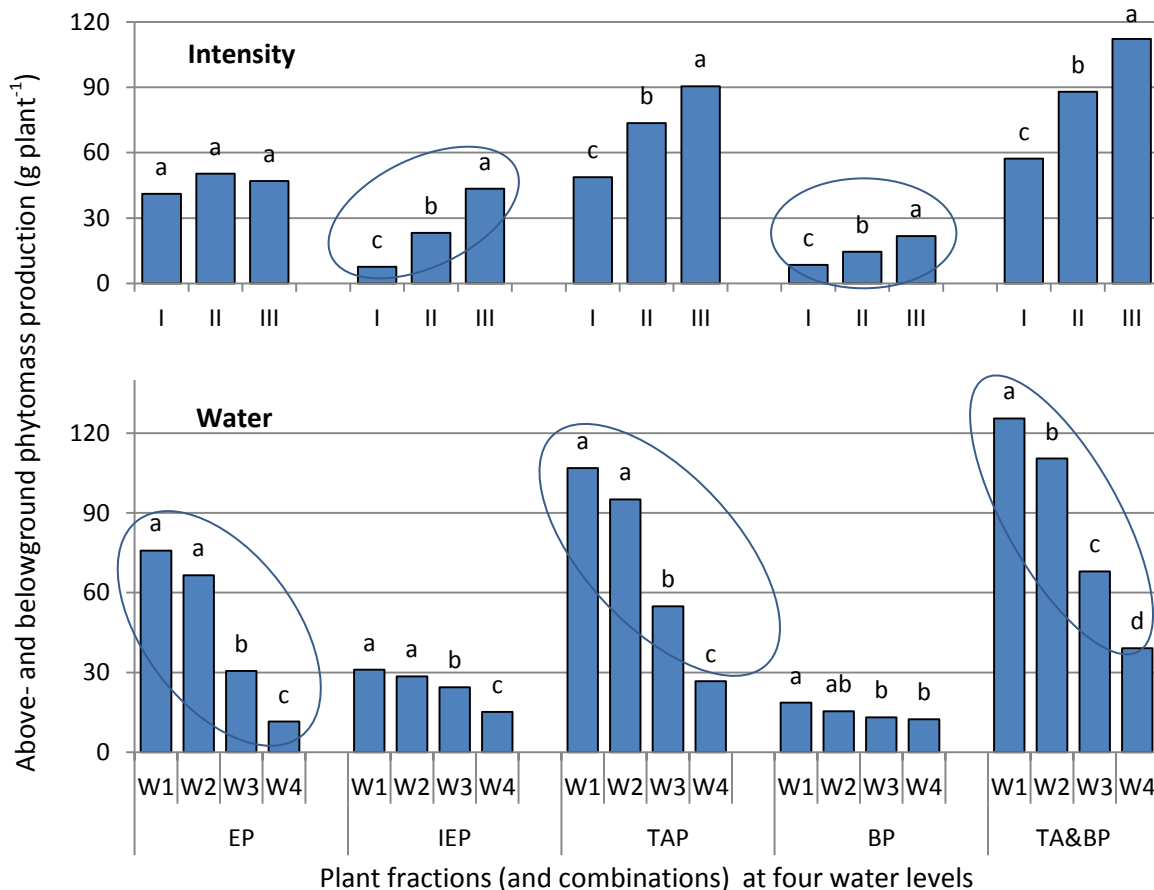 Above- and belowground phytomass production (g plant-1)
120
90
60
30
0
Intensity
a a a
c b a
c b a
c b a
c b a
I II III I II III I II III I II III I II III
120
90
60
30
0
Water
a a b c
a a b c
a a b c
a ab b b
a b c d
W1 W2 W3 W4 W1 W2 W3 W4 W1 W2 W3 W4 W1 W2 W3 W4 W1 W2 W3 W4
EP IEP TAP BP TA&BP
Plant fractions (and combinations) at four water levels